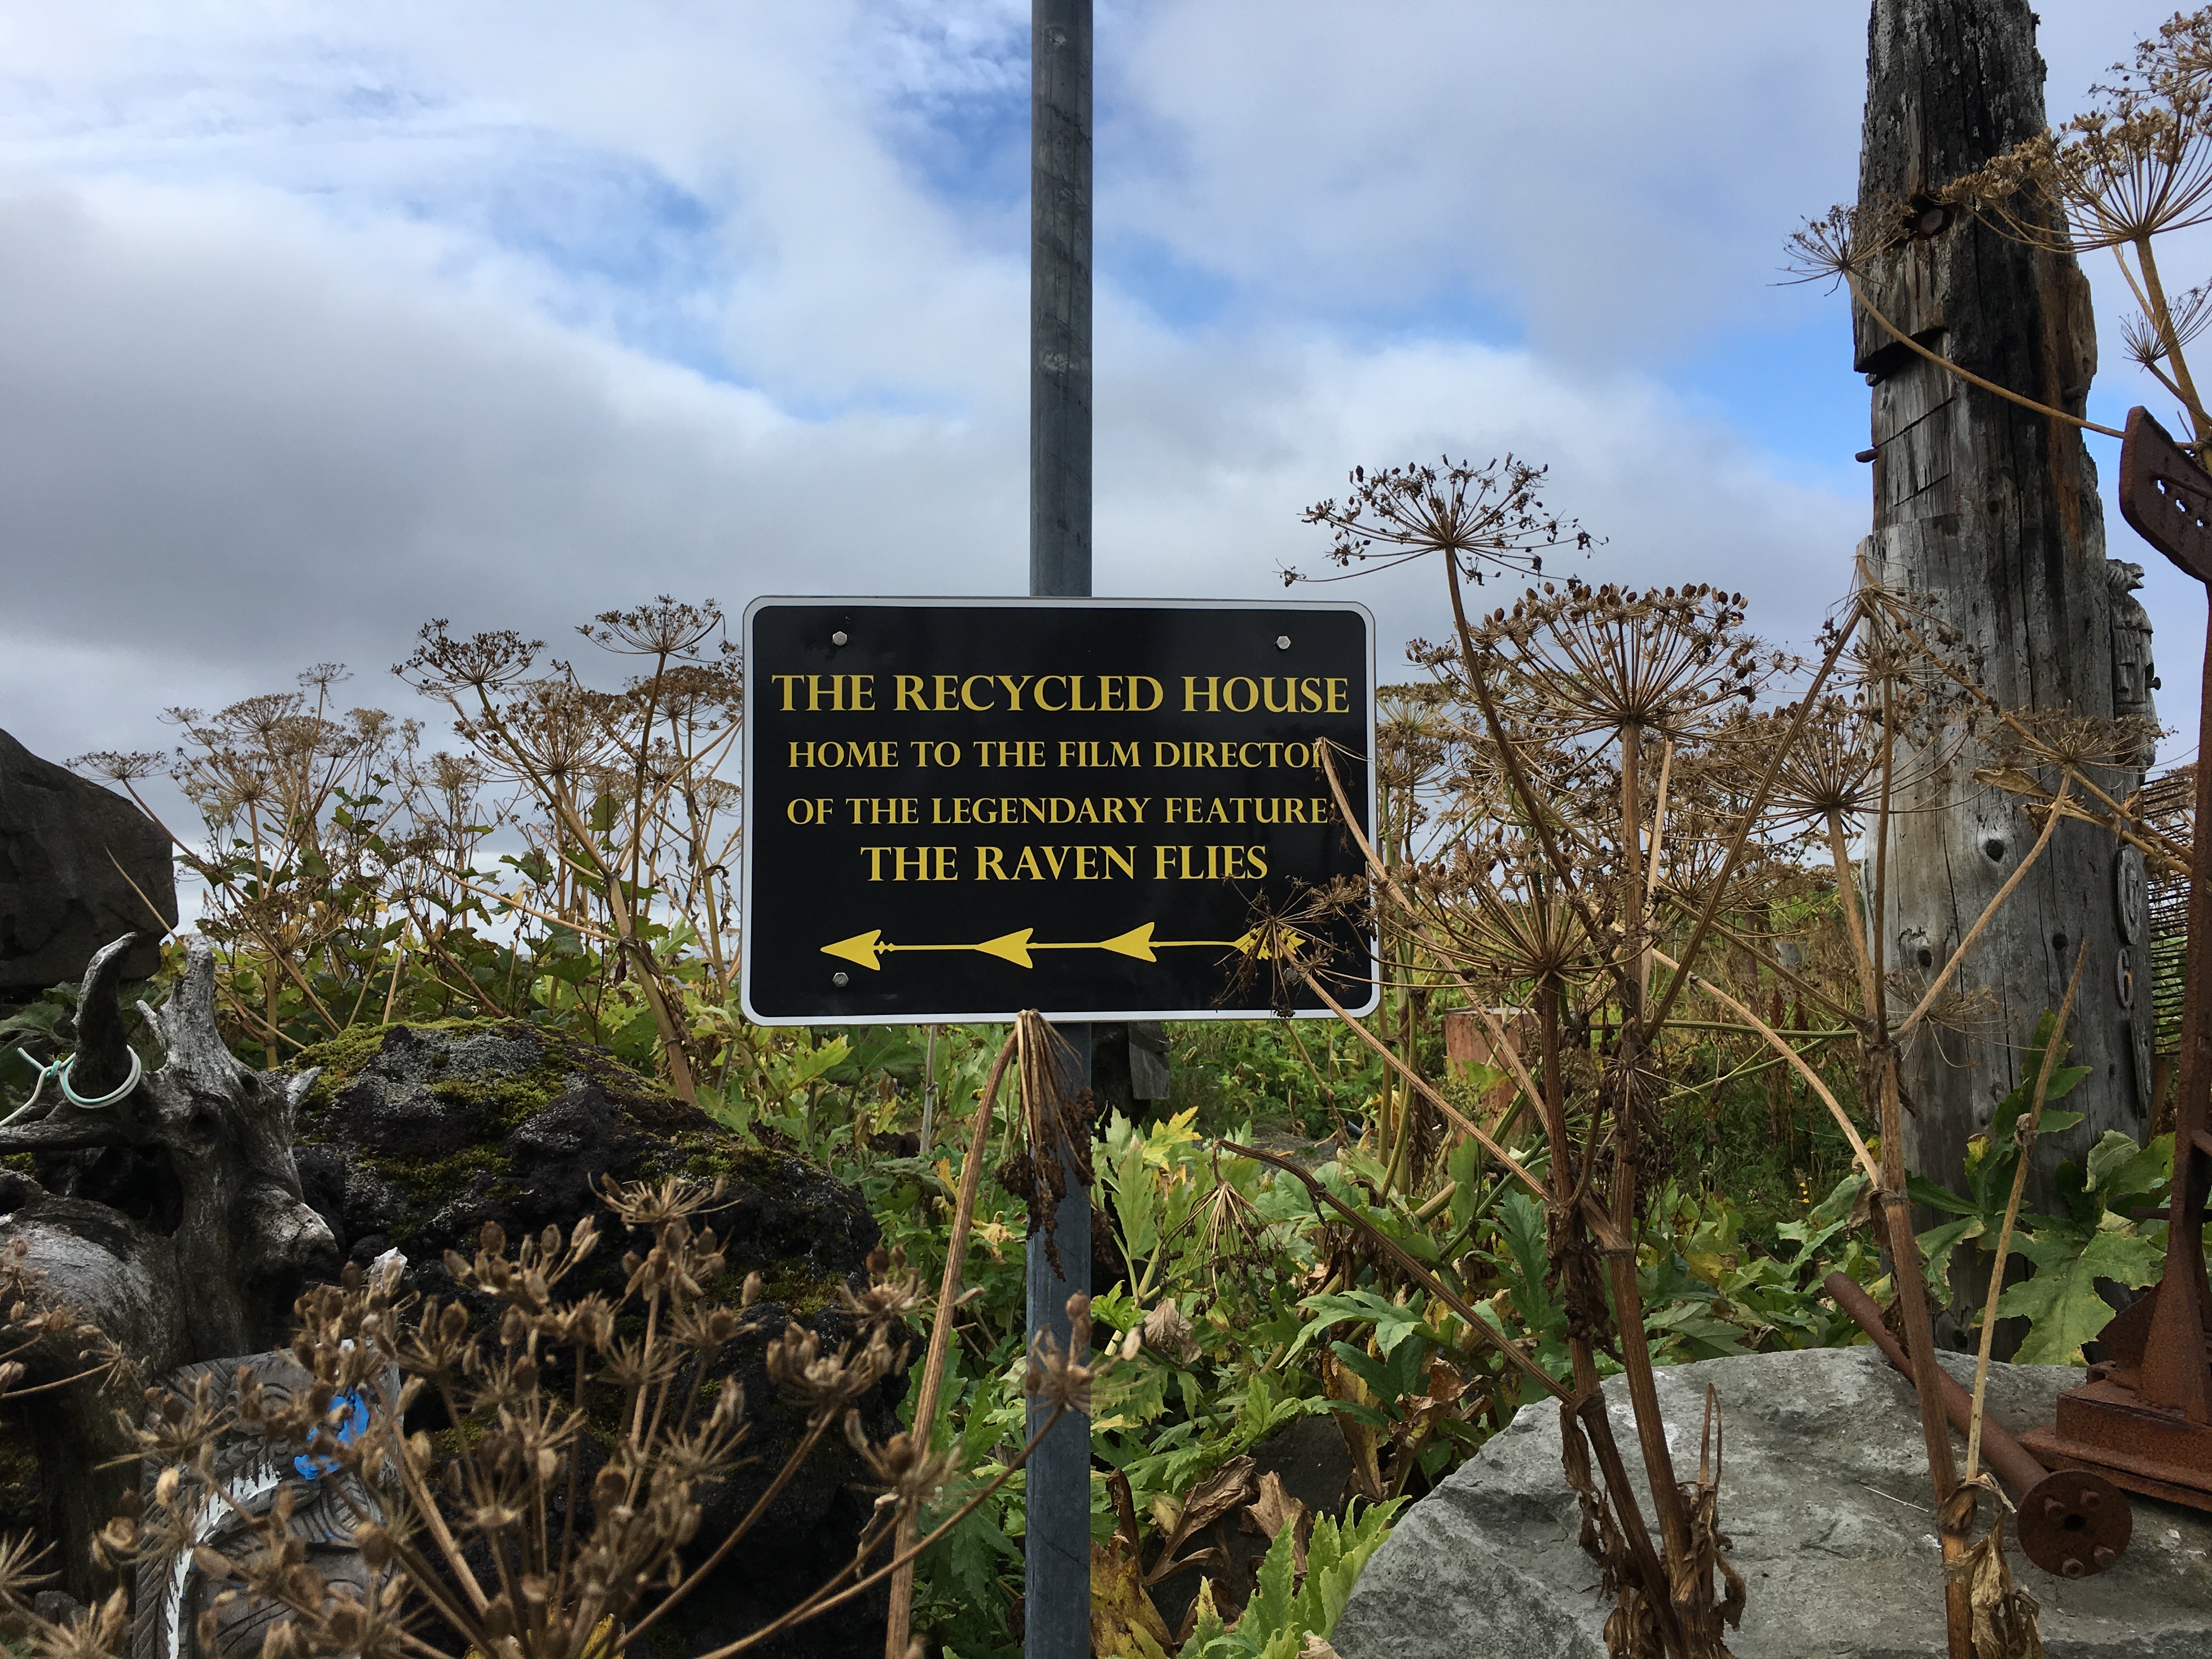 THE RECYCLED HOUSE
HOME TO THE FILM DIRECTOR
OF THE LEGENDARY FEATURE:
THE RAVEN FLIES